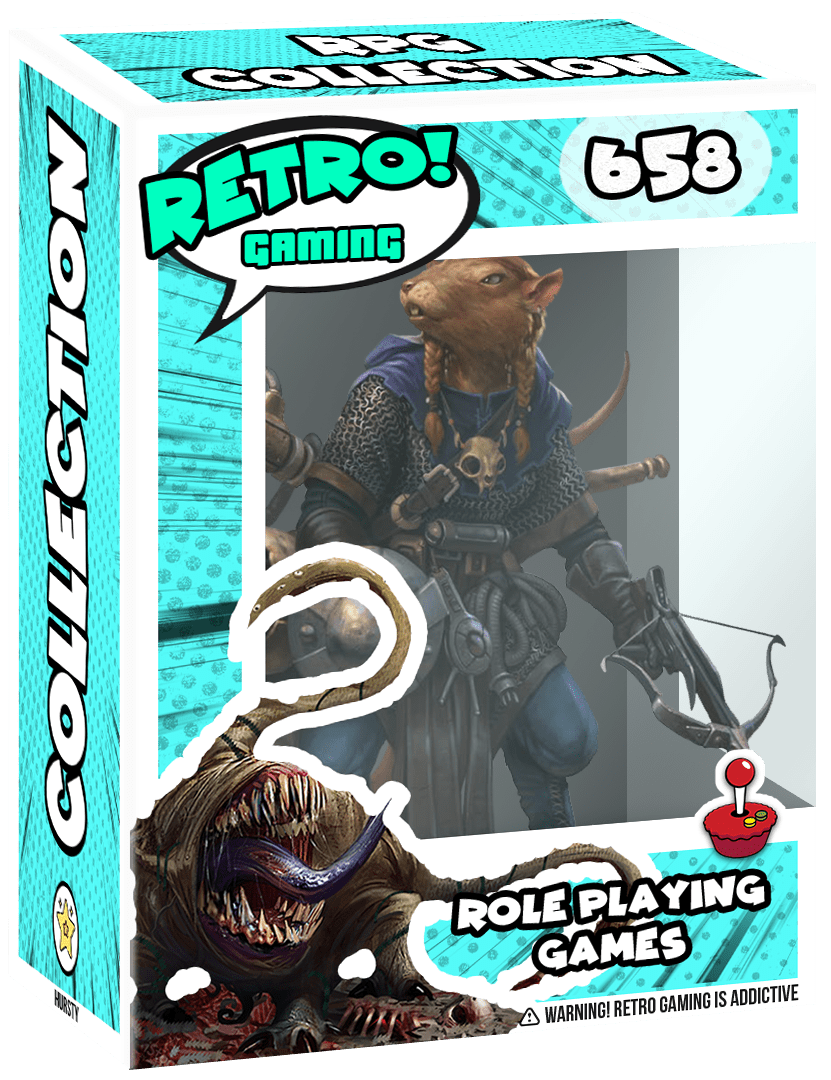 RPG
COLLECTION
COLLECTION
RETRO!
GAMING
658
ROLE PLAYING
GAMES
⚠ WARNING! RETRO GAMING IS ADDICTIVE
HURSTY